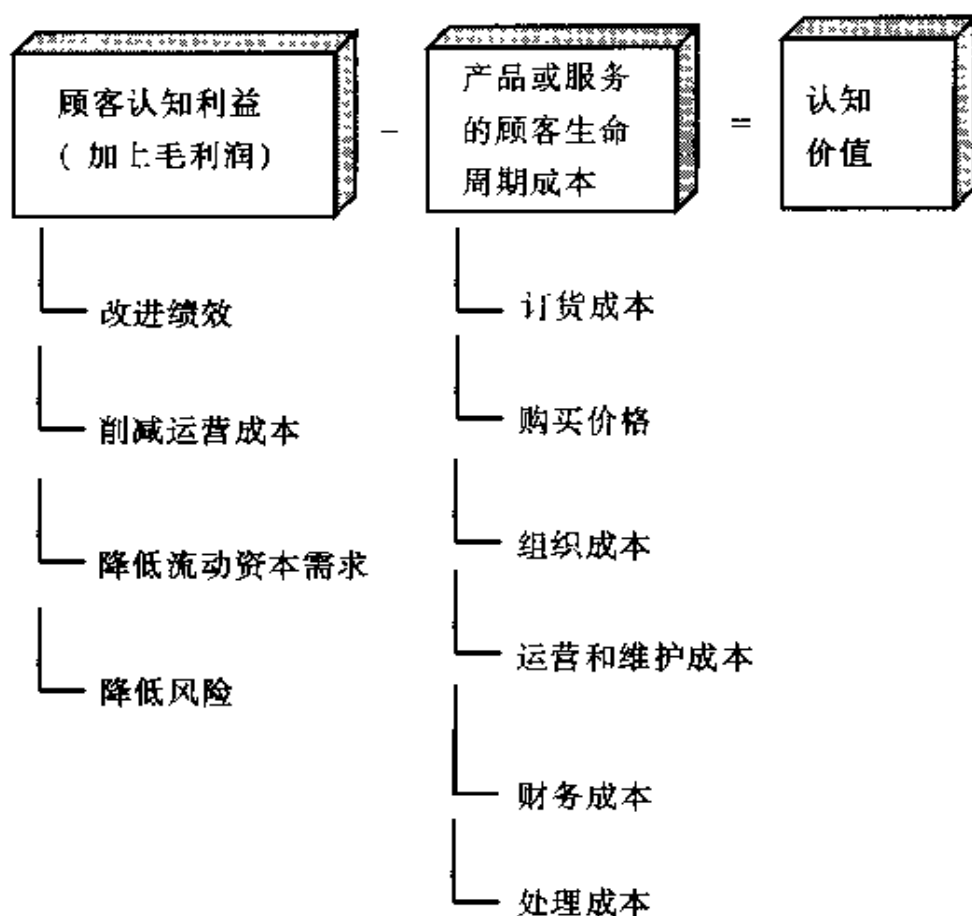 顾客认知利益
(加上毛利润)
-
产品或服务
的顾客生命
周期成本
=
认知
价值
改进绩效
削减运营成本
降低流动资本需求
降低风险
订货成本
购买价格
组织成本
运营和维护成本
财务成本
处理成本